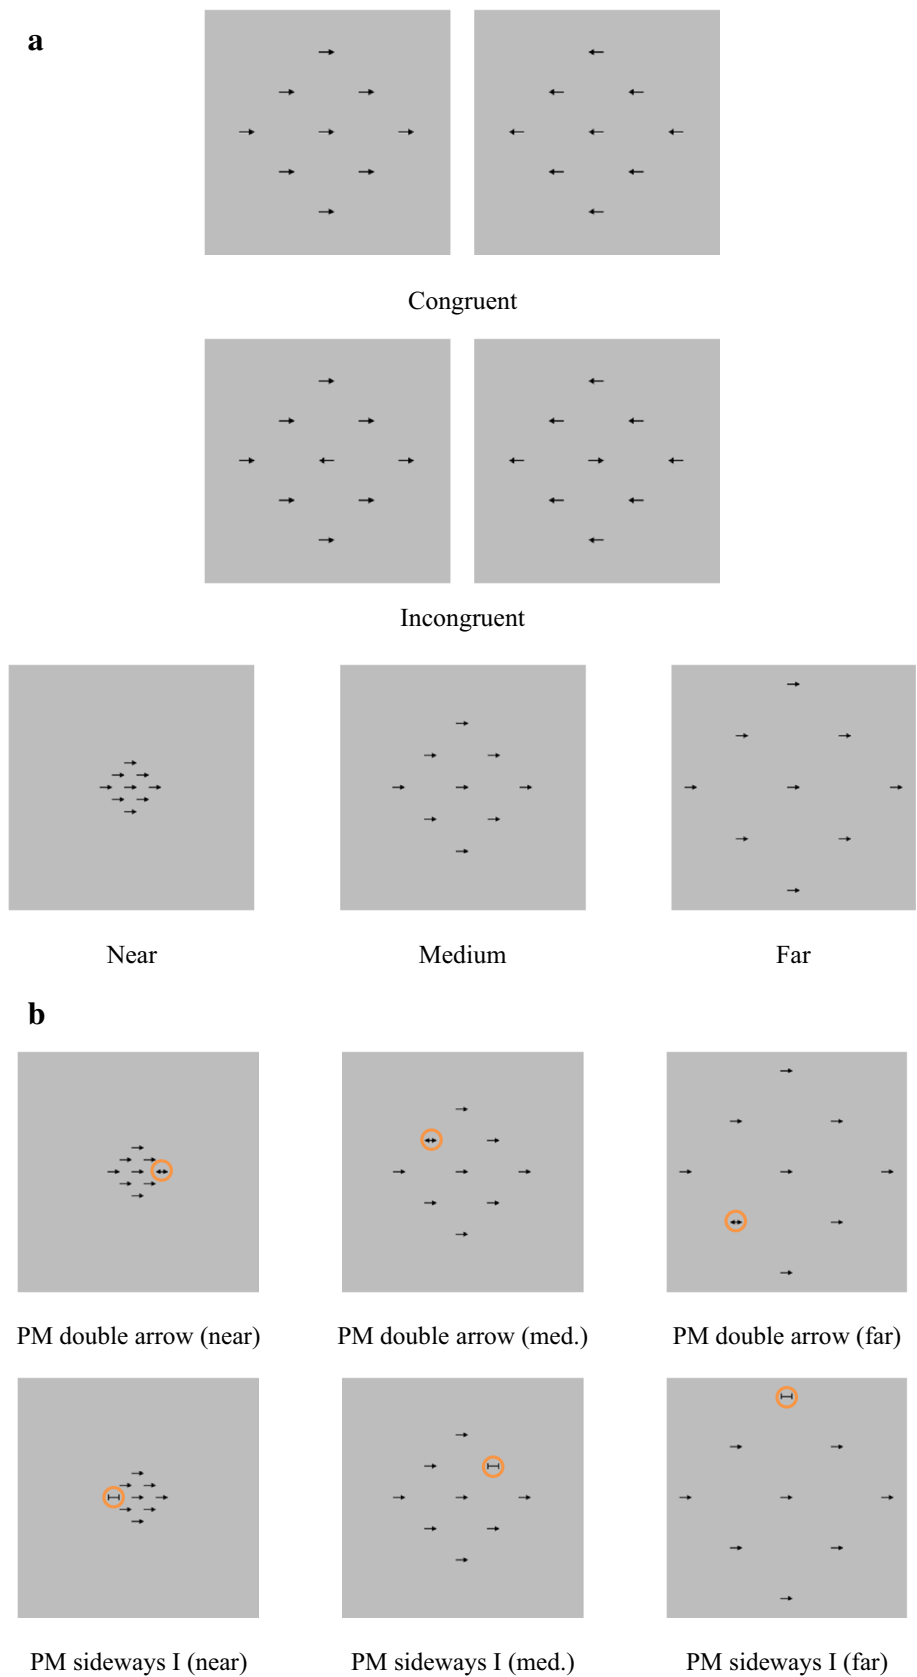 a
Congruent
Incongruent
Near Medium Far
b
PM double arrow (near) PM double arrow (med.) PM double arrow (far)
PM sideways I (near) PM sideways I (med.) PM sideways I (far)